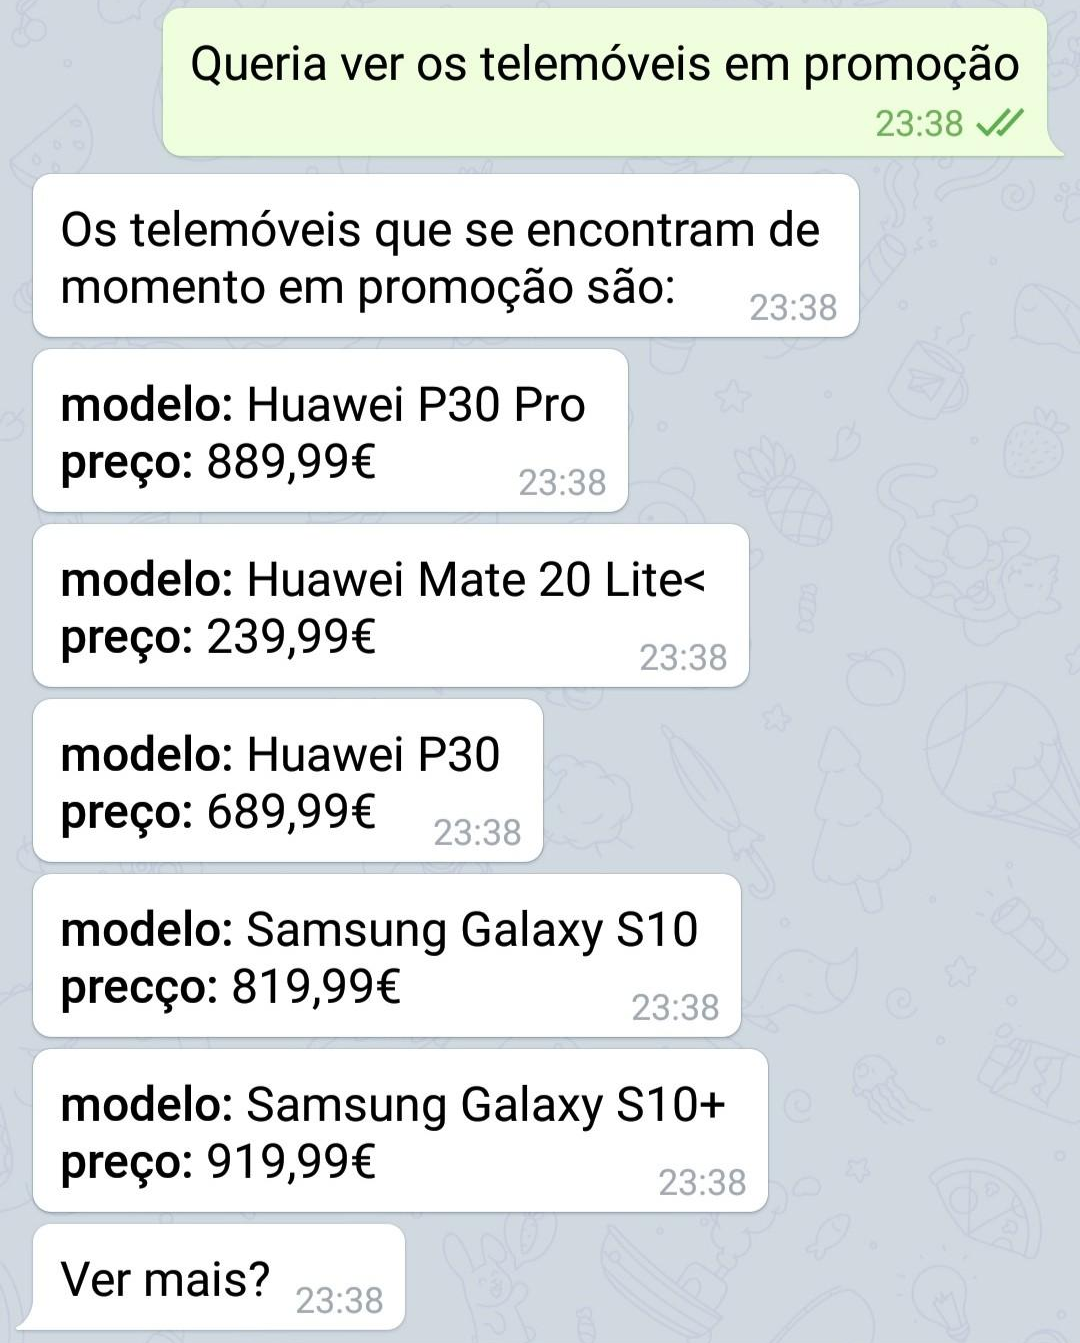 Queria ver os telemóveis em promoção
23:38
Os telemóveis que se encontram de
momento em promoção são:
23:38
modelo: Huawei P30 Pro
preço: 889,99€
23:38
modelo: Huawei Mate 20 Lite<
preço: 239,99€
23:38
modelo: Huawei P30
preço: 689,99€
23:38
modelo: Samsung Galaxy S10
precço: 819,99€
23:38
modelo: Samsung Galaxy S10+
preço: 919,99€
23:38
Ver mais?
23:38